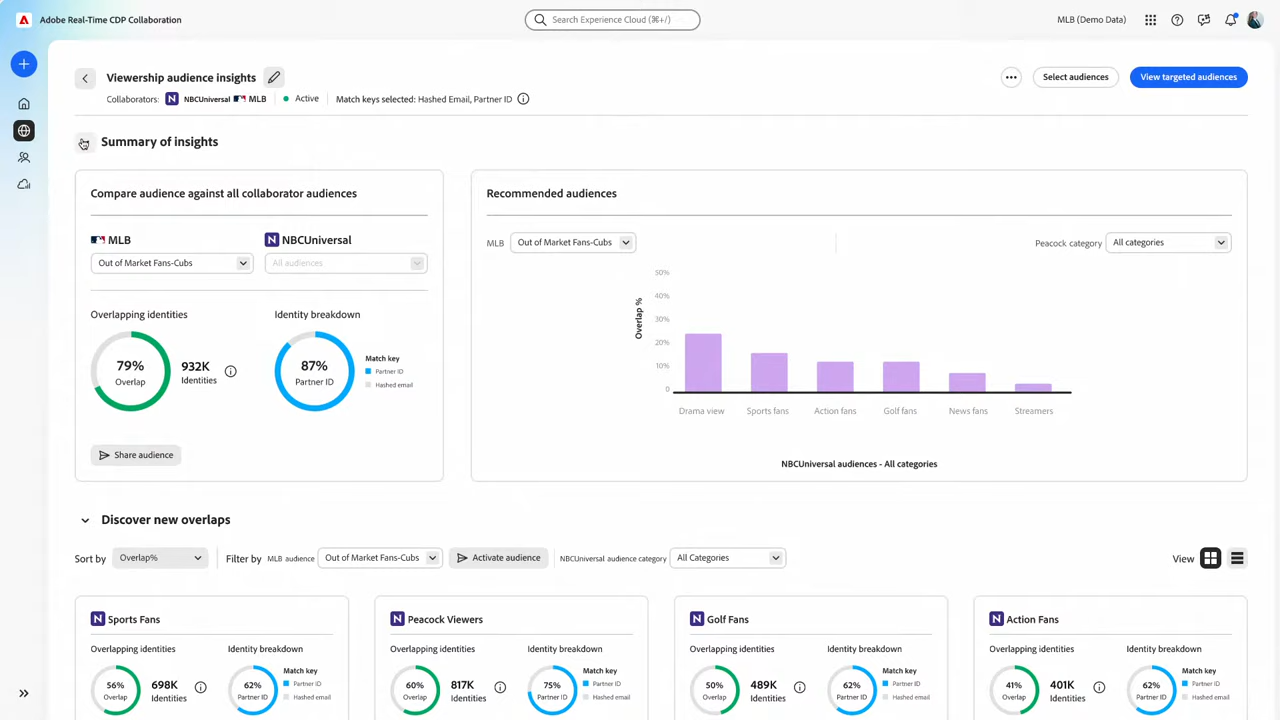 Adobe Real-Time CDP Collaboration
Search Experience Cloud (⌘+/)
MLB (Demo Data)
Viewership audience insights
Select audiences
View targeted audiences
Collaborators: N NBCUniversal MLB Active Match keys selected: Hashed Email, Partner ID
Summary of insights
Compare audience against all collaborator audiences
MLB
N NBCUniversal
Out of Market Fans-Cubs
All audiences
Overlapping identities
Identity breakdown
79%
Overlap
932K
Identities
87%
Partner ID
Match key
Partner ID
Hashed email
Share audience
Recommended audiences
MLB Out of Market Fans-Cubs
Peacock category All categories
Overlap %
50%
40%
30%
20%
10%
0
Drama view Sports fans Action fans Golf fans News fans Streamers
NBCUniversal audiences - All categories
Discover new overlaps
Sort by Overlap% Filter by MLB audience Out of Market Fans-Cubs Activate audience NBCUniversal audience category All Categories View
N Sports Fans
Overlapping identities
Identity breakdown
56%
Overlap
698K
Identities
62%
Partner ID
Match key
Partner ID
Hashed email
N Peacock Viewers
Overlapping identities
Identity breakdown
60%
Overlap
817K
Identities
75%
Partner ID
Match key
Partner ID
Hashed email
N Golf Fans
Overlapping identities
Identity breakdown
50%
Overlap
489K
Identities
62%
Partner ID
Match key
Partner ID
Hashed email
N Action Fans
Overlapping identities
Identity breakdown
41%
Overlap
401K
Identities
62%
Partner ID
Match key
Partner ID
Hashed email